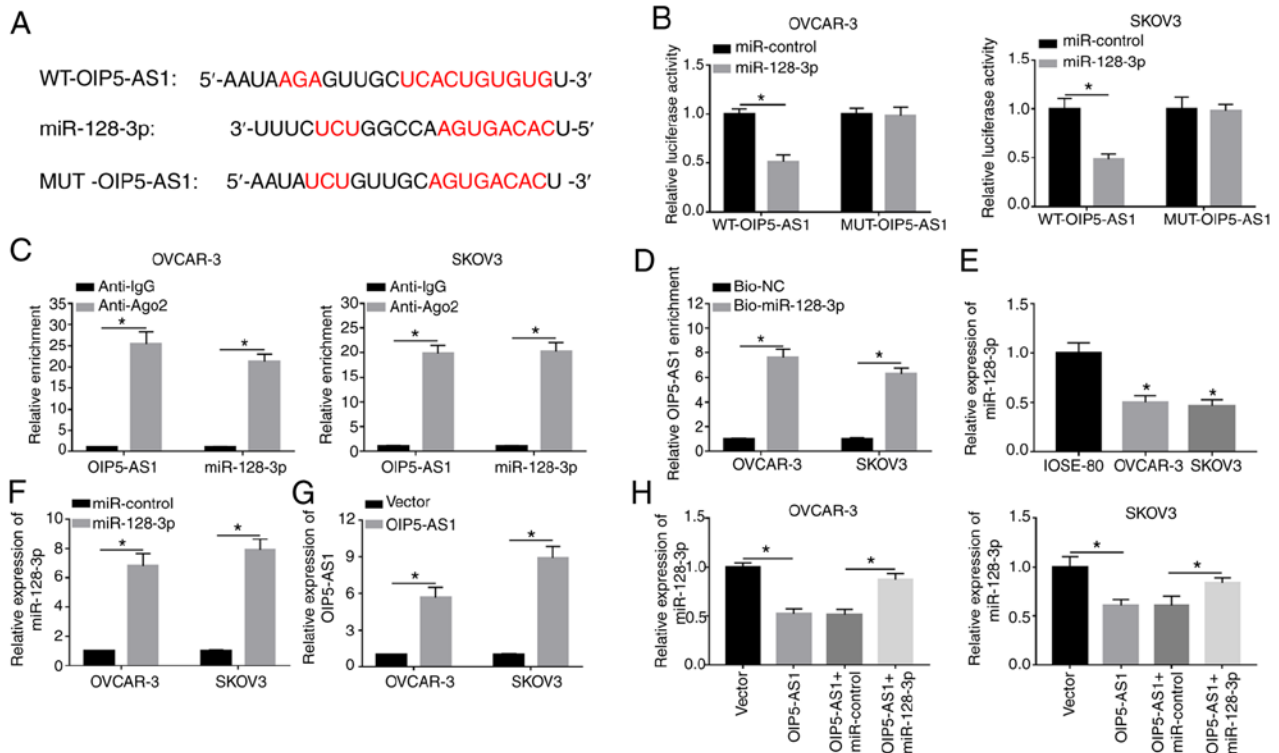 A
WT-OIP5-AS1: 5′-AAUAAGAGUUGCUCACUGUGUGU-3′
miR-128-3p: 3′-UUUCUCUGGCCAAGUGACACU-5′
MUT -OIP5-AS1: 5′-AAUAUCUGUUGCAGUGACACU -3′
B
OVCAR-3
miR-control
miR-128-3p
Relative luciferase activity
1.5
1.0
0.5
0.0
*
WT-OIP5-AS1 MUT-OIP5-AS1
SKOV3
miR-control
miR-128-3p
Relative luciferase activity
1.5
1.0
0.5
0.0
*
WT-OIP5-AS1 MUT-OIP5-AS1
C
OVCAR-3
Anti-IgG
Anti-Ago2
Relative enrichment
35
30
25
20
15
10
5
0
* *
OIP5-AS1 miR-128-3p
SKOV3
Anti-IgG
Anti-Ago2
Relative enrichment
30
25
20
15
10
5
0
* *
OIP5-AS1 miR-128-3p
D
Bio-NC
Bio-miR-128-3p
Relative OIP5-AS1 enrichment
12
10
8
6
4
2
0
* *
OVCAR-3 SKOV3
E
Relative expression of
miR-128-3p
1.5
1.0
0.5
0.0
* *
IOSE-80 OVCAR-3 SKOV3
F
miR-control
miR-128-3p
Relative expression of
miR-128-3p
10
8
6
4
2
0
* *
OVCAR-3 SKOV3
G
Vector
OIP5-AS1
Relative expression of
OIP5-AS1
12
9
6
3
0
* *
OVCAR-3 SKOV3
H
OVCAR-3
Relative expression of
miR-128-3p
1.5
1.0
0.5
0.0
* *
Vector
OIP5-AS1
OIP5-AS1+
miR-control
OIP5-AS1+
miR-128-3p
SKOV3
Relative expression of
miR-128-3p
1.5
1.0
0.5
0.0
* *
Vector
OIP5-AS1
OIP5-AS1+
miR-control
OIP5-AS1+
miR-128-3p